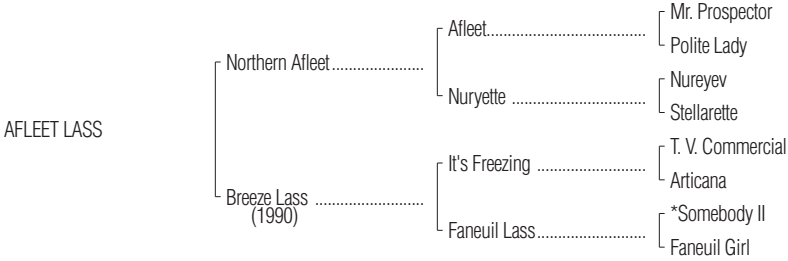 Mr. Prospector
Afleet
Polite Lady
Northern Afleet
Nureyev
Nuryette
Stellarette
AFLEET LASS
T. V. Commercial
It's Freezing
Articana
Breeze Lass
(1990)
*Somebody II
Faneuil Lass
Faneuil Girl